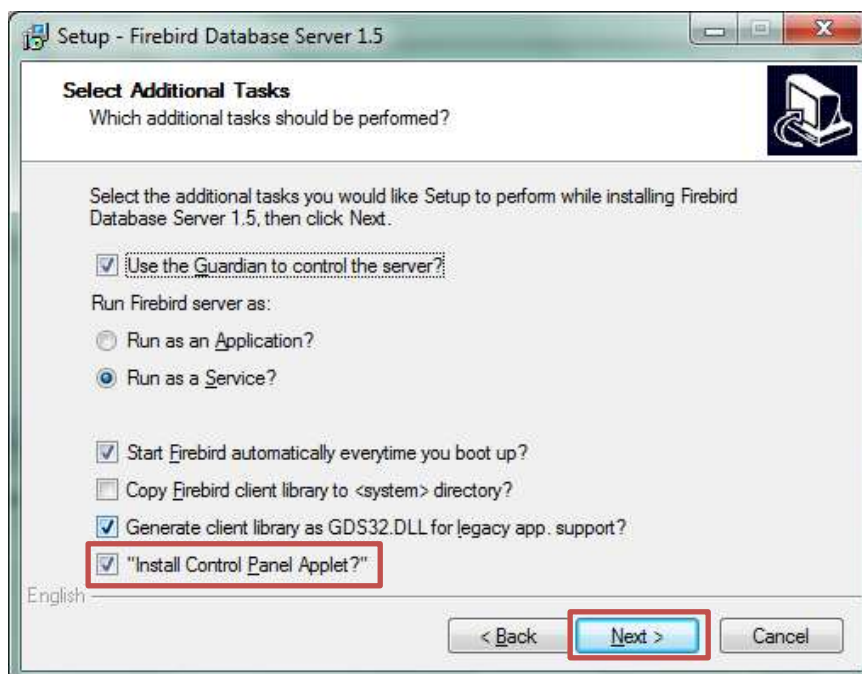 Setup - Firebird Database Server 1.5
Select Additional Tasks
Which additional tasks should be performed?
Select the additional tasks you would like Setup to perform while installing Firebird
Database Server 1.5, then click Next.
Use the Guardian to control the server?
Run Firebird server as:
Run as an Application?
Run as a Service?
Start Firebird automatically everytime you boot up?
Copy Firebird client library to <system> directory?
Generate client library as GDS32.DLL for legacy app. support?
"Install Control Panel Applet?"
English
< Back Next > Cancel